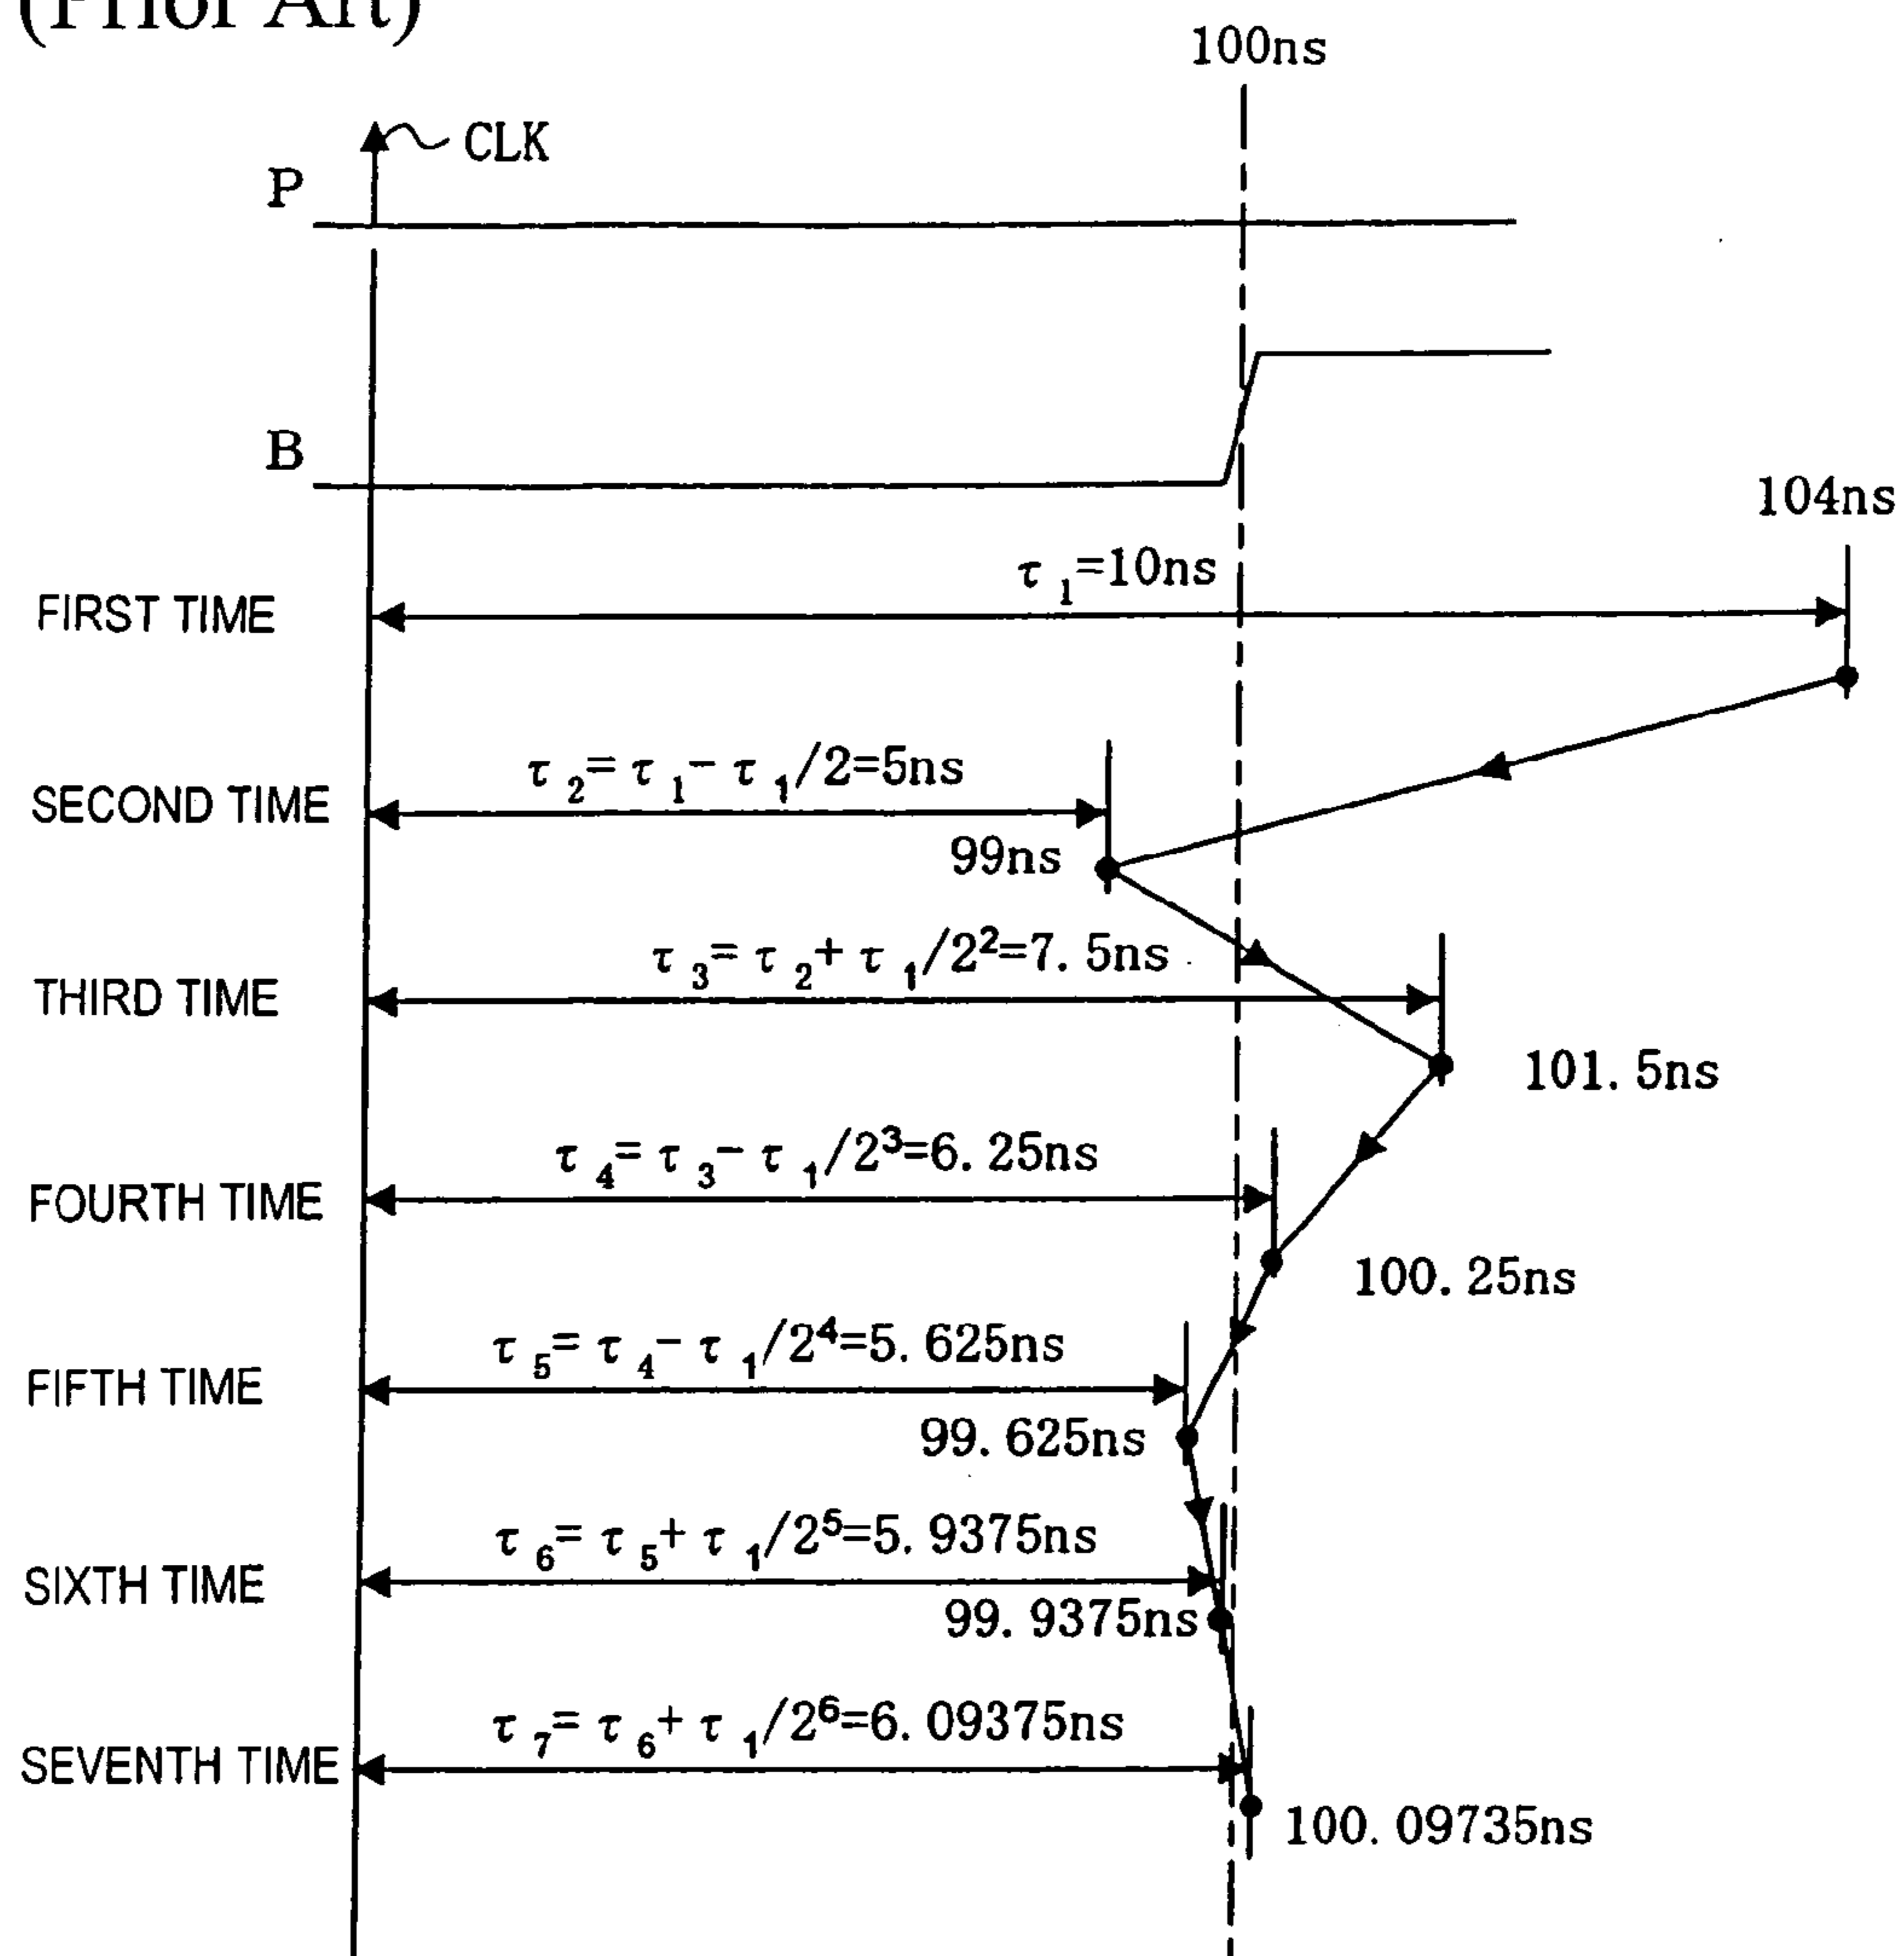 (Prior Art)
100ns
CLK
P
B
104ns
τ₁=10ns
FIRST TIME
τ₂=τ₁-τ₁/2=5ns
SECOND TIME
99ns
τ₃=τ₂+τ₁/2²=7.5ns
THIRD TIME
101.5ns
τ₄=τ₃-τ₁/2³=6.25ns
FOURTH TIME
100.25ns
τ₅=τ₄-τ₁/2⁴=5.625ns
FIFTH TIME
99.625ns
τ₆=τ₅+τ₁/2⁵=5.9375ns
SIXTH TIME
99.9375ns
τ₇=τ₆+τ₁/2⁶=6.09375ns
SEVENTH TIME
100.09735ns